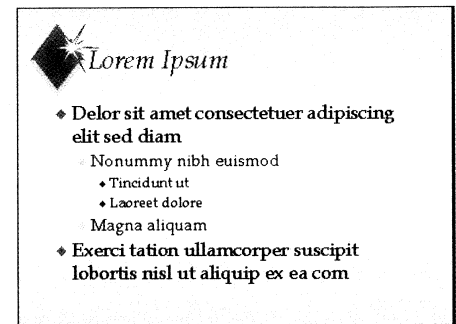 Lorem Ipsum
Delor sit amet consectetuer adipiscing
elit sed diam
Nonummy nibh euismod
Tincidunt ut
Laoreet dolore
Magna aliquam
Exerci tation ullamcorper suscipit
lobortis nisl ut aliquip ex ea com